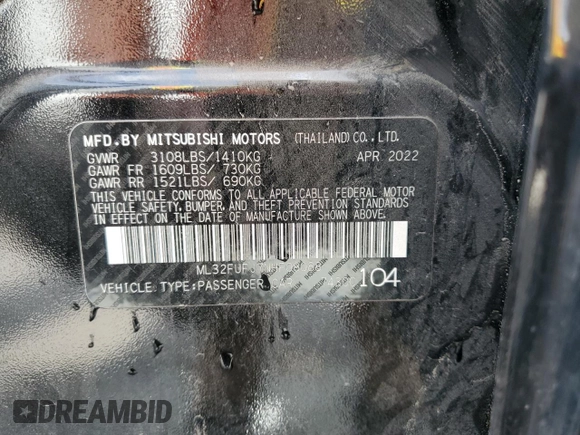 MFD.BY MITSUBISHI MOTORS (THAILAND)CO.,LTD.
GVWR 3108LBS/1410KG APR 2022
GAWR FR 1609LBS/ 730KG
GAWR RR 1521LBS/ 690KG
THIS VEHICLE CONFORMS TO ALL APPLICABLE FEDERAL MOTOR
VEHICLE SAFETY,BUMPER,AND THEFT PREVENTION STANDARDS
IN EFFECT ON THE DATE OF MANUFACTURE SHOWN ABOVE.
ML32FUF
VEHICLE TYPE:PASSENGER 104
DREAMBID